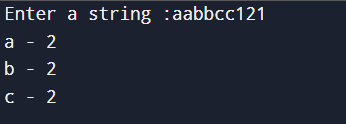 Enter a string :aabbcc121
a - 2
b - 2
c - 2